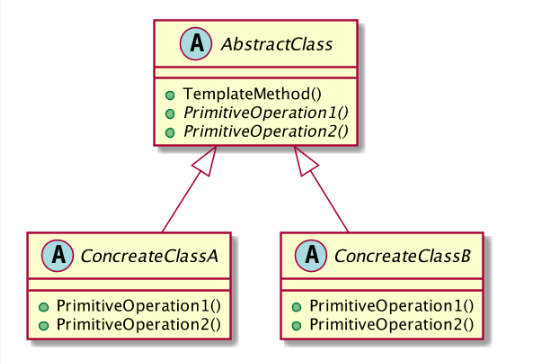 A AbstractClass
TemplateMethod()
PrimitiveOperation1()
PrimitiveOperation2()
A ConcreateClassA
PrimitiveOperation1()
PrimitiveOperation2()
A ConcreateClassB
PrimitiveOperation1()
PrimitiveOperation2()